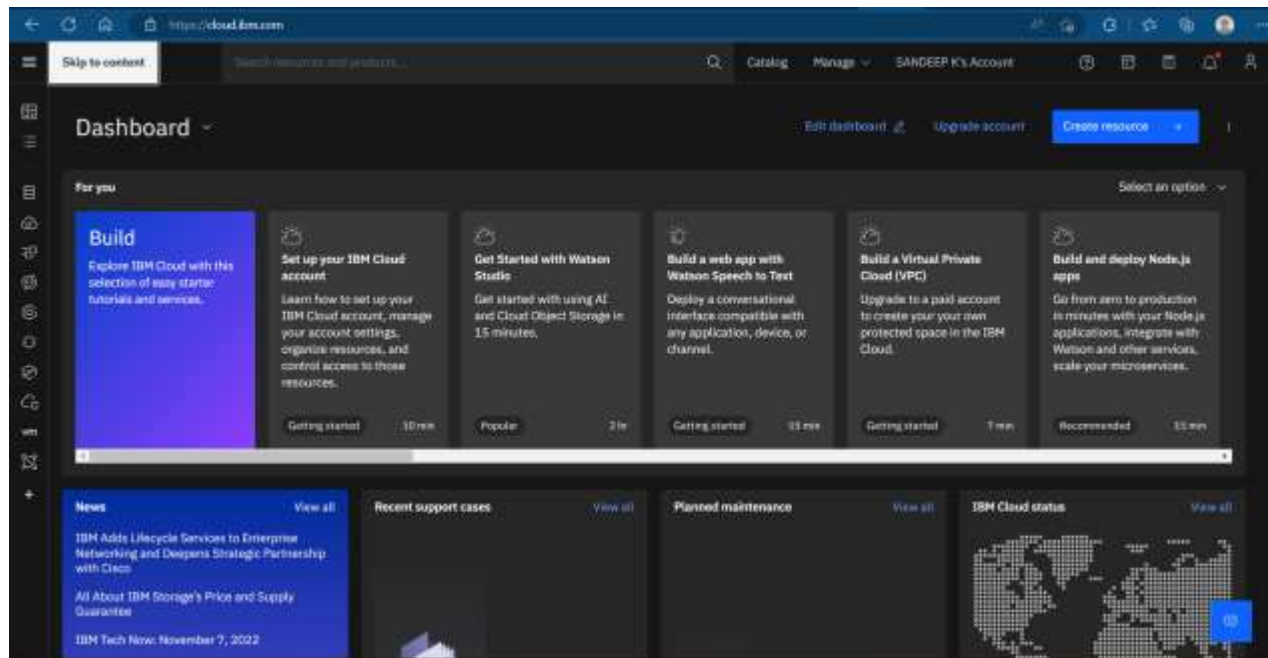 https://cloud.ibm.com
Skip to content
Search resources and products...
Catalog
Manage
SANDEEP K's Account
Dashboard
Edit dashboard
Upgrade account
Create resource
For you
Select an option
Build
Explore IBM Cloud with this
selection of easy starter
tutorials and services.
Set up your IBM Cloud
account
Learn how to set up your
IBM Cloud account, manage
your account settings,
organize resources, and
control access to those
resources.
Getting started
10 min
Get Started with Watson
Studio
Get started with using AI
and Cloud Object Storage in
15 minutes.
Popular
Build a web app with
Watson Speech to Text
Deploy a conversational
interface compatible with
any application, device, or
channel.
Getting started
15 min
Build a Virtual Private
Cloud (VPC)
Upgrade to a paid account
to create your your own
protected space in the IBM
Cloud.
Getting started
7 min
Build and deploy Node.js
apps
Go from zero to production
in minutes with your Node.js
applications, integrate with
Watson and other services,
scale your microservices.
Recommended
15 min
News
View all
IBM Adds Lifecycle Services to Enterprise
Networking and Deepens Strategic Partnership
with Cisco
All About IBM Storage's Price and Supply
Guarantee
IBM Tech Now: November 7, 2022
Recent support cases
View all
Planned maintenance
View all
IBM Cloud status
View all